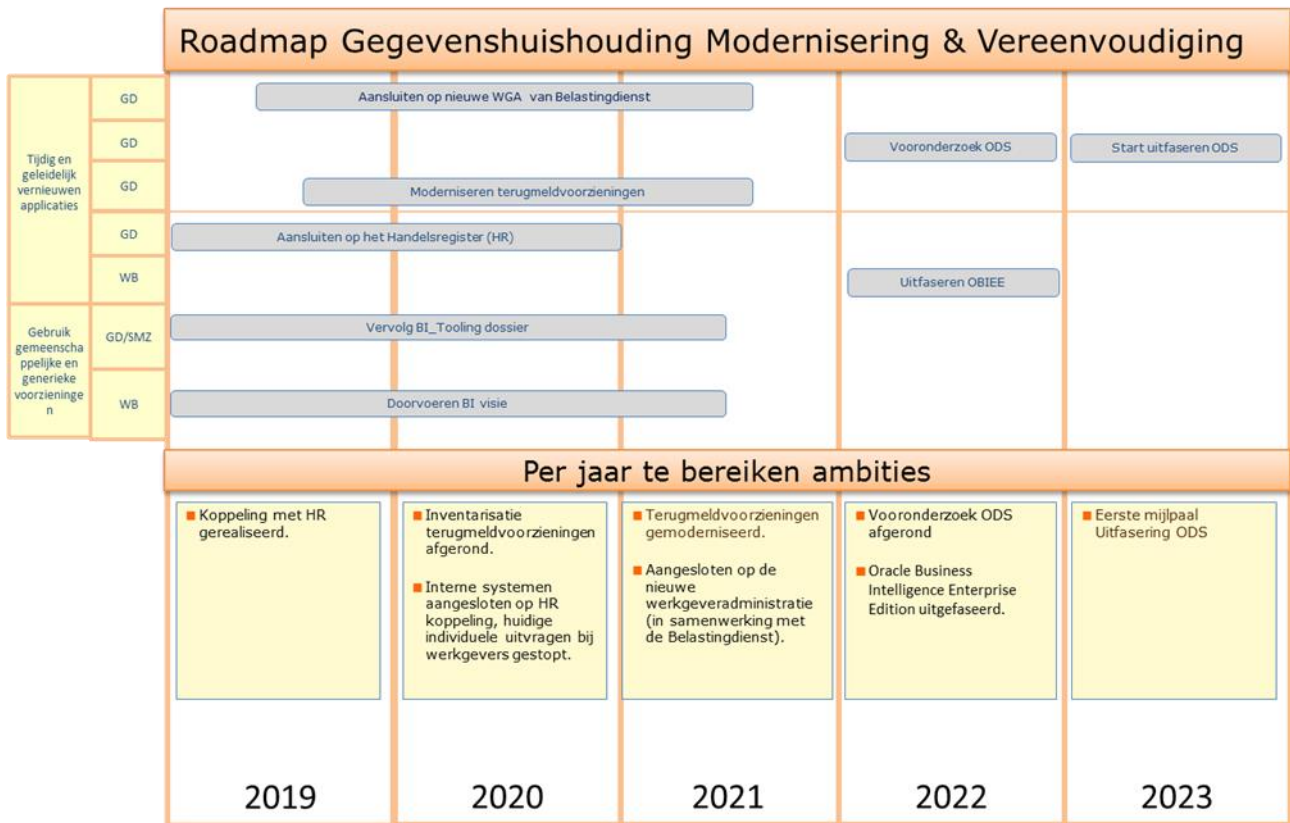 Roadmap Gegevenshuishouding Modernisering & Vereenvoudiging
Tijdig en
geleidelijk
vernieuwen
applicaties
GD
Aansluiten op nieuwe WGA van Belastingdienst
GD
Vooronderzoek ODS
Start uitfaseren ODS
GD
Moderniseren terugmeldvoorzieningen
GD
Aansluiten op het Handelsregister (HR)
WB
Uitfaseren OBIEE
Gebruik
gemeenscha
ppelijke en
generieke
voorzieninge
n
GD/SMZ
Vervolg BI_Tooling dossier
WB
Doorvoeren BI visie
Per jaar te bereiken ambities
Koppeling met HR
gerealiseerd.
Inventarisatie
terugmeldvoorzieningen
afgerond.
Interne systemen
aangesloten op HR
koppeling, huidige
individuele uitvragen bij
werkgevers gestopt.
Terugmeldvoorzieningen
gemoderniseerd.
Aangesloten op de
nieuwe
werkgeveradministratie
(in samenwerking met
de Belastingdienst).
Vooronderzoek ODS
afgerond
Oracle Business
Intelligence Enterprise
Edition uitgefaseerd.
Eerste mijlpaal
Uitfasering ODS
2019
2020
2021
2022
2023